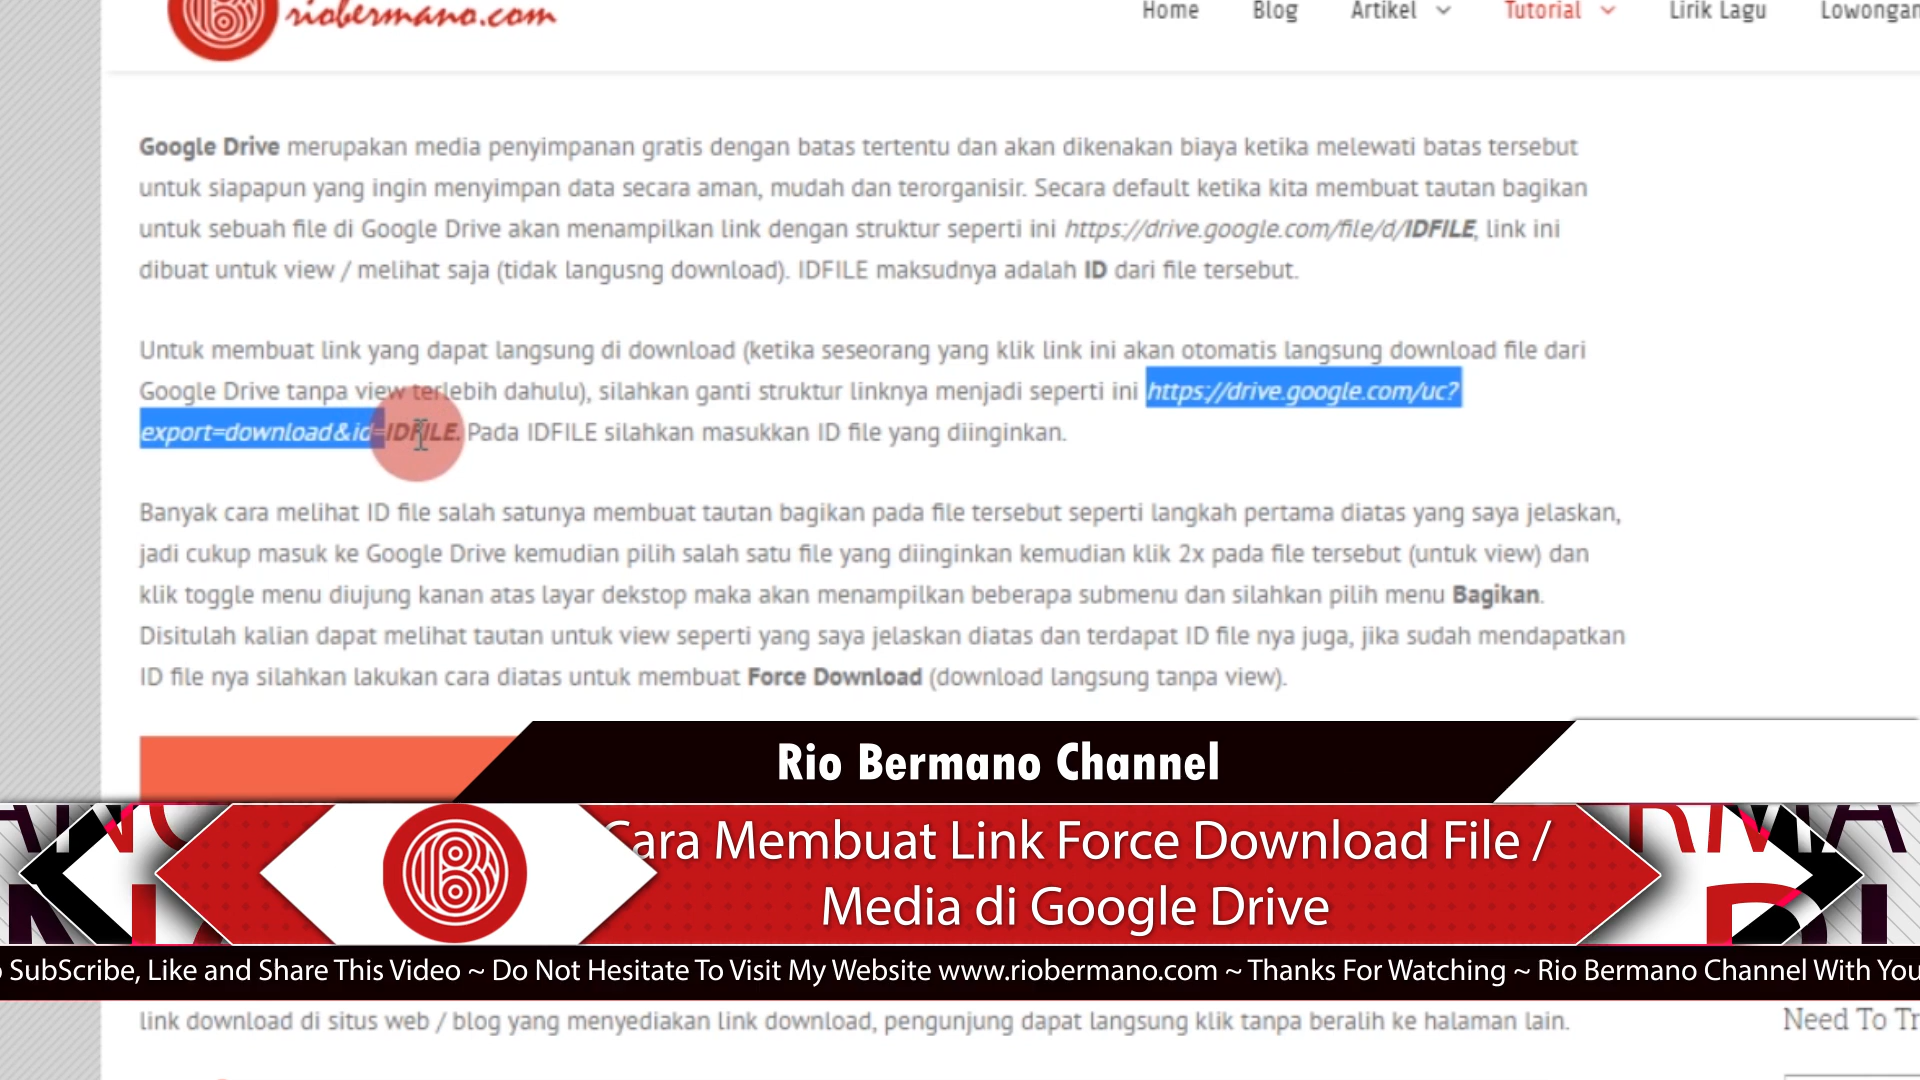 riobermano.com
Home Blog Artikel Tutorial Lirik Lagu Lowongan
Google Drive merupakan media penyimpanan gratis dengan batas tertentu dan akan dikenakan biaya ketika melewati batas tersebut
untuk siapapun yang ingin menyimpan data secara aman, mudah dan terorganisir. Secara default ketika kita membuat tautan bagikan
untuk sebuah file di Google Drive akan menampilkan link dengan struktur seperti ini https://drive.google.com/file/d/IDFILE, link ini
dibuat untuk view / melihat saja (tidak langusng download). IDFILE maksudnya adalah ID dari file tersebut.
Untuk membuat link yang dapat langsung di download (ketika seseorang yang klik link ini akan otomatis langsung download file dari
Google Drive tanpa view terlebih dahulu), silahkan ganti struktur linknya menjadi seperti ini https://drive.google.com/uc?
export=download&id=IDFILE. Pada IDFILE silahkan masukkan ID file yang diinginkan.
Banyak cara melihat ID file salah satunya membuat tautan bagikan pada file tersebut seperti langkah pertama diatas yang saya jelaskan,
jadi cukup masuk ke Google Drive kemudian pilih salah satu file yang diinginkan kemudian klik 2x pada file tersebut (untuk view) dan
klik toggle menu diujung kanan atas layar dekstop maka akan menampilkan beberapa submenu dan silahkan pilih menu Bagikan.
Disitulah kalian dapat melihat tautan untuk view seperti yang saya jelaskan diatas dan terdapat ID file nya juga, jika sudah mendapatkan
ID file nya silahkan lakukan cara diatas untuk membuat Force Download (download langsung tanpa view).
Rio Bermano Channel
Cara Membuat Link Force Download File /
Media di Google Drive
SubScribe, Like and Share This Video ~ Do Not Hesitate To Visit My Website www.riobermano.com ~ Thanks For Watching ~ Rio Bermano Channel With You
link download di situs web / blog yang menyediakan link download, pengunjung dapat langsung klik tanpa beralih ke halaman lain.
Need To Tr